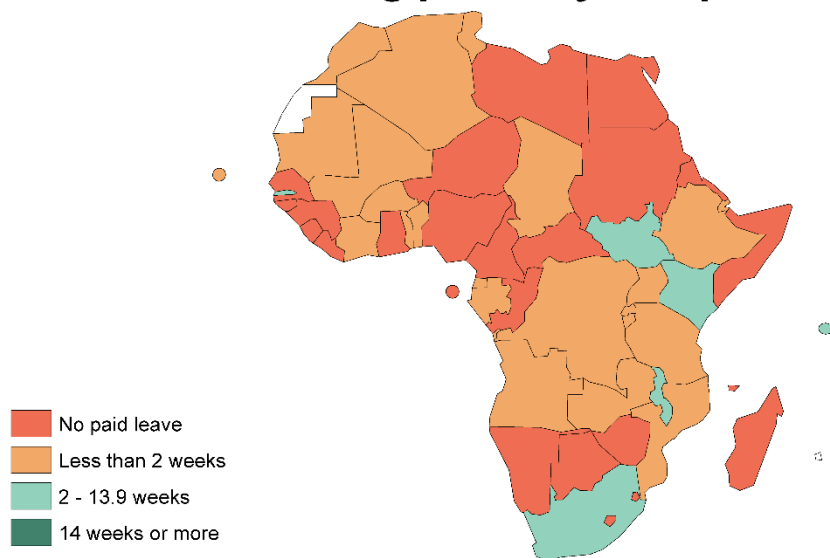 No paid leave
Less than 2 weeks
2 - 13.9 weeks
14 weeks or more